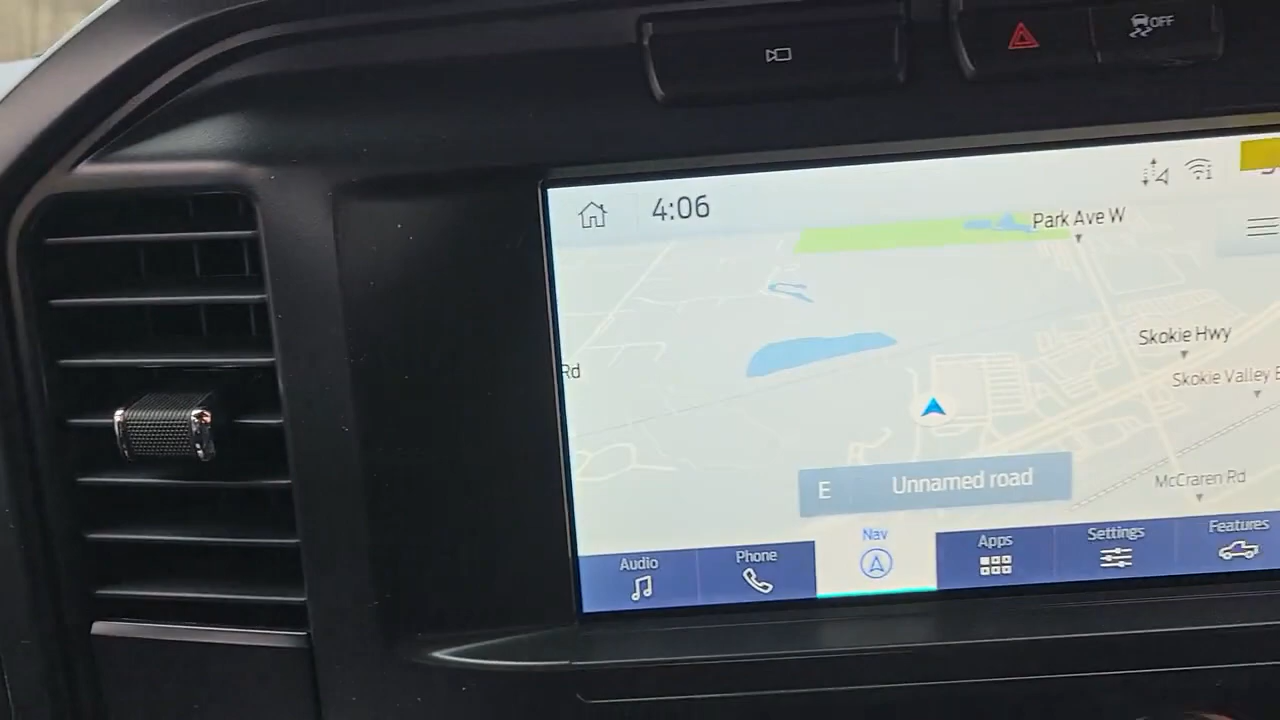 OFF
4:06
Park Ave W
Skokie Hwy
Rd
Skokie Valley
McCraren Rd
E Unnamed road
Audio
Phone
Nav
Apps
Settings
Features